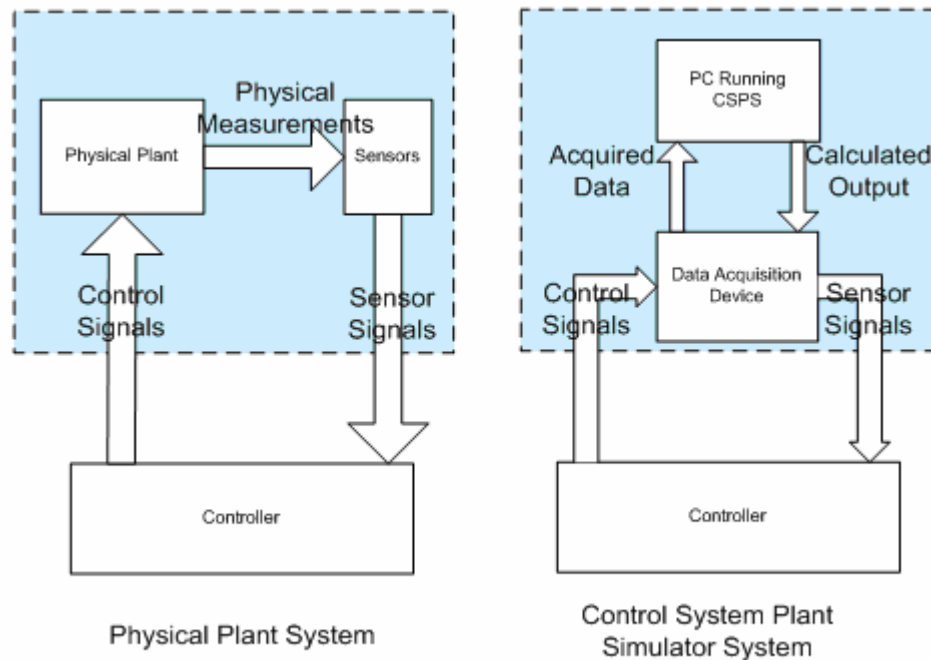 Physical
Measurements
Physical Plant
Sensors
Control
Signals
Sensor
Signals
Controller
Physical Plant System
PC Running
CSPS
Acquired
Data
Calculated
Output
Data Acquisition
Device
Control
Signals
Sensor
Signals
Controller
Control System Plant
Simulator System